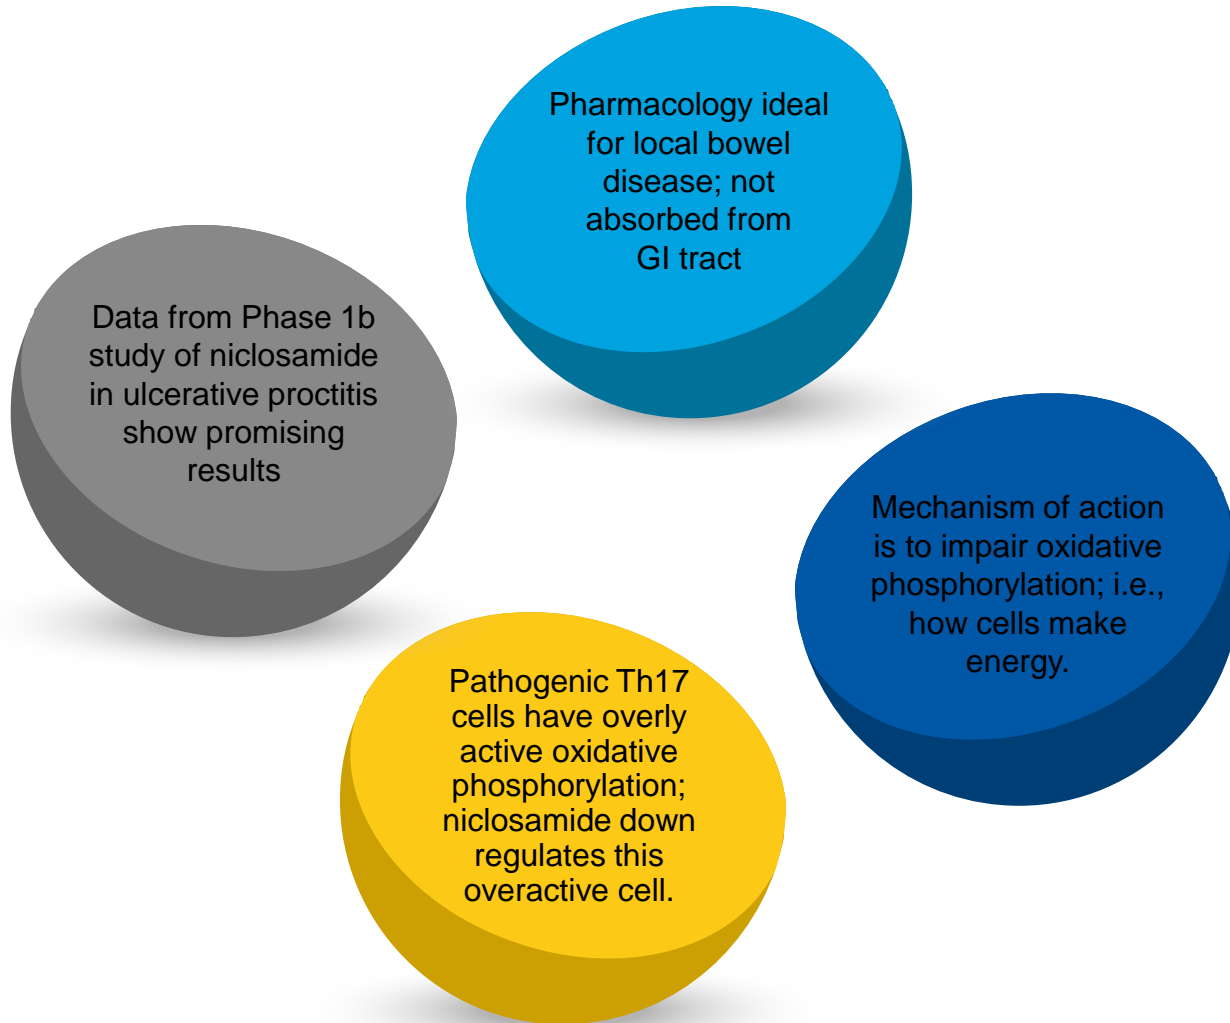 Pharmacology ideal
for local bowel
disease; not
absorbed from
GI tract
Data from Phase 1b
study of niclosamide
in ulcerative proctitis
show promising
results
Mechanism of action
is to impair oxidative
phosphorylation; i.e.,
how cells make
energy.
Pathogenic Th17
cells have overly
active oxidative
phosphorylation;
niclosamide down
regulates this
overactive cell.